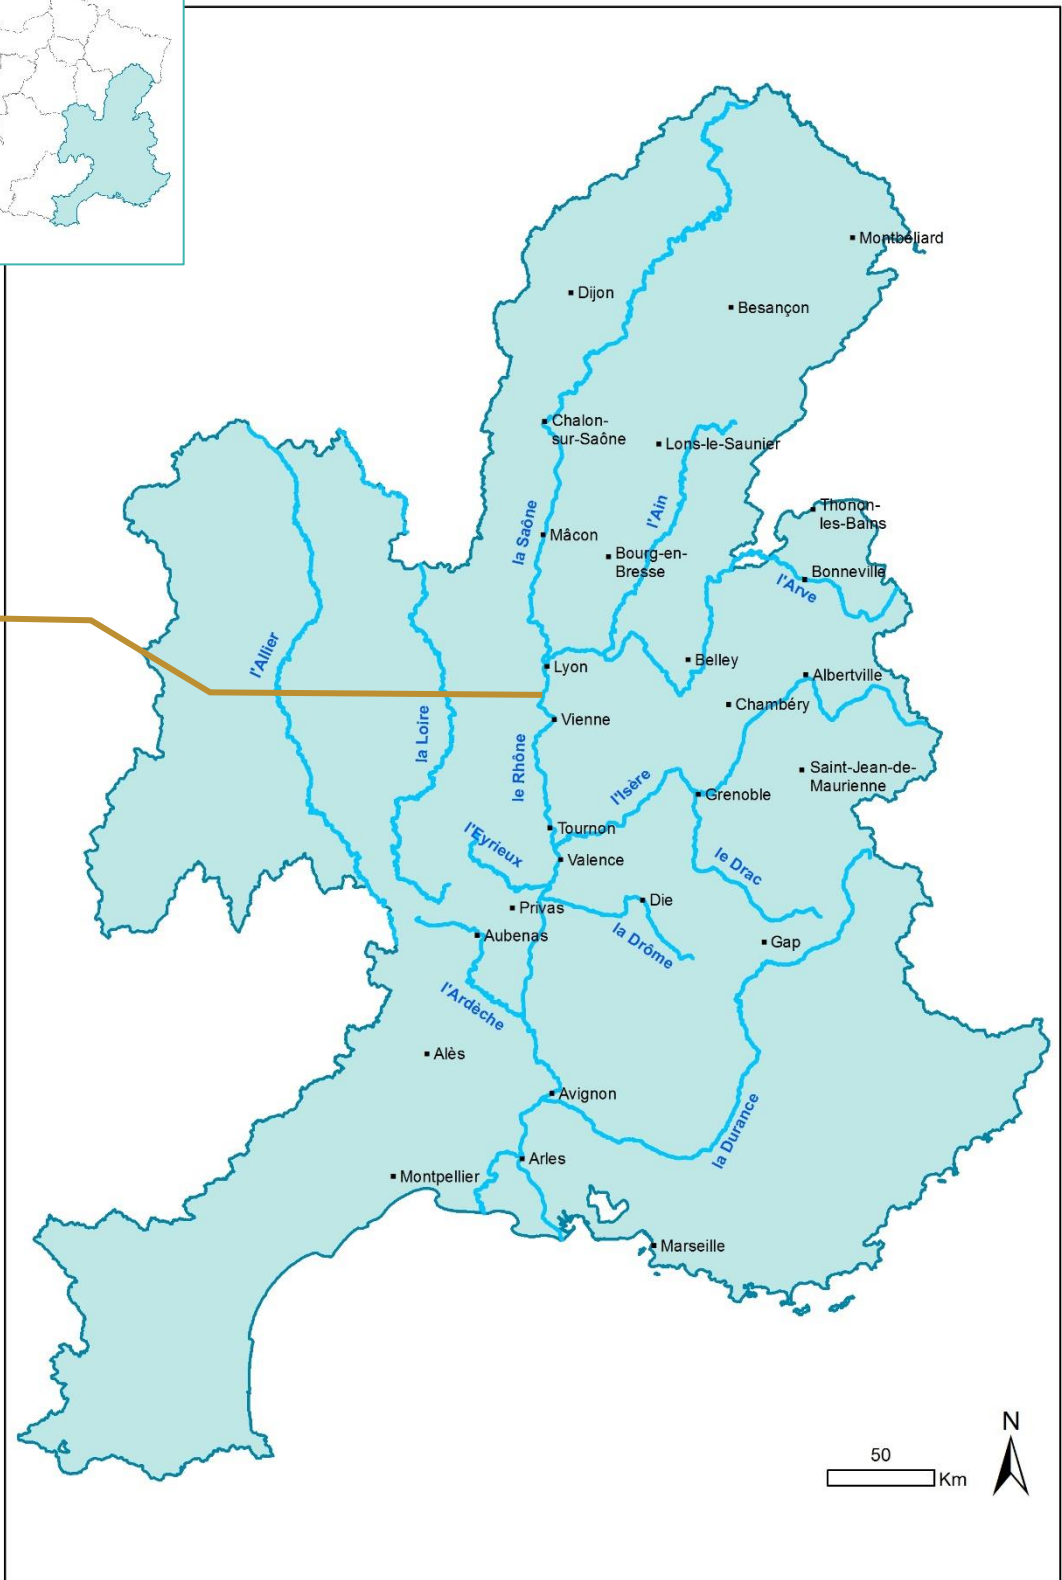 Montbéliard
Dijon
Besançon
Chalon-
sur-Saône
Lons-le-Saunier
la Saône
l'Ain
Thonon-
les-Bains
Mâcon
Bourg-en-
Bresse
Bonneville
l'Arve
l'Allier
Lyon
Belley
Albertville
Chambéry
Vienne
la Loire
le Rhône
Saint-Jean-de-
Maurienne
l'Isère
Grenoble
Tournon
l'Eyrieux
Valence
le Drac
Die
Privas
Aubenas
la Drôme
Gap
l'Ardèche
Alès
Avignon
la Durance
Arles
Montpellier
Marseille
N
50
Km